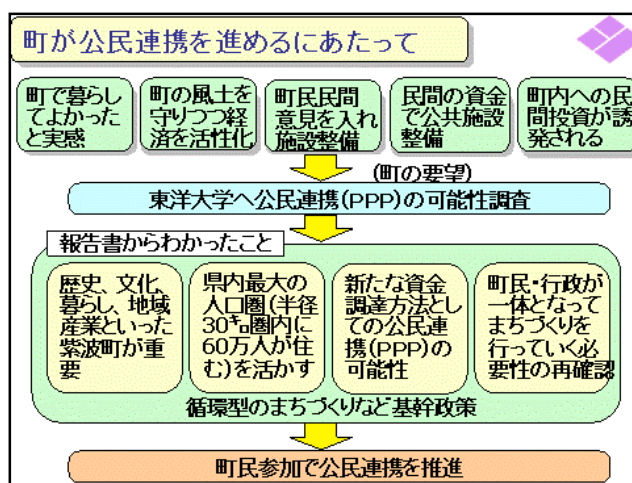 町が公民連携を進めるにあたって
町で暮らし
てよかった
と実感
町の風土を
守りつつ経
済を活性化
町民民間
意見を入れ
施設整備
民間の資金
で公共施設
整備
町内への民
間投資が誘
発される
(町の要望)
東洋大学へ公民連携(PPP)の可能性調査
報告書からわかったこと
歴史、文化、
暮らし、地域
産業といった
紫波町が重
要
県内最大の
人口圏(半径
30㌔圏内に
60万人が住
む)を活かす
新たな資金
調達方法とし
ての公民連
携(PPP)の
可能性
町民・行政が
一体となって
まちづくりを
行っていく必
要性の再確認
循環型のまちづくりなど基幹政策
町民参加で公民連携を推進